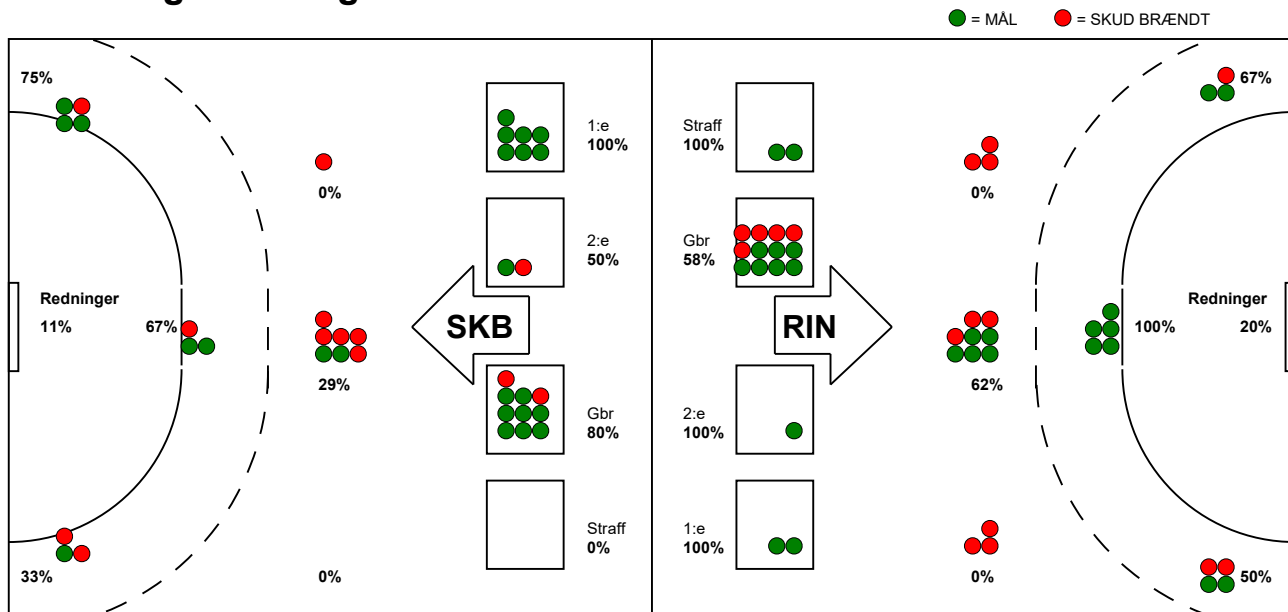 = MÅL
= SKUD BRÆNDT
75%
0%
Redninger
11%
67%
29%
33%
0%
SKB
1:e
100%
2:e
50%
Gbr
80%
Straff
0%
Straff
100%
Gbr
58%
RIN
2:e
100%
1:e
100%
67%
0%
Redninger
100%
20%
62%
0%
50%